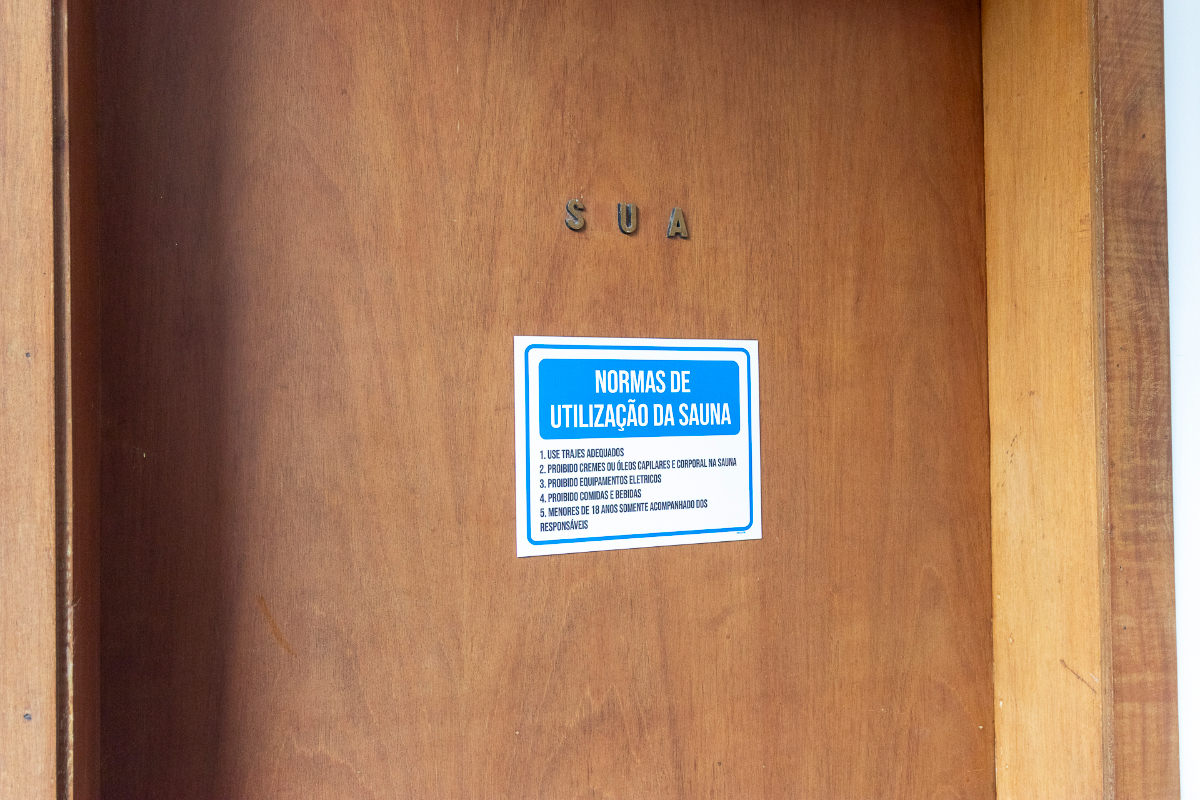 S U A
NORMAS DE
UTILIZAÇÃO DA SAUNA
1. USE TRAJES ADEQUADOS
2. PROIBIDO CREMES OU ÓLEOS CAPILARES E CORPORAL NA SAUNA
3. PROIBIDO EQUIPAMENTOS ELETRICOS
4. PROIBIDO COMIDAS E BEBIDAS
5. MENORES DE 18 ANOS SOMENTE ACOMPANHADO DOS
RESPONSÁVEIS